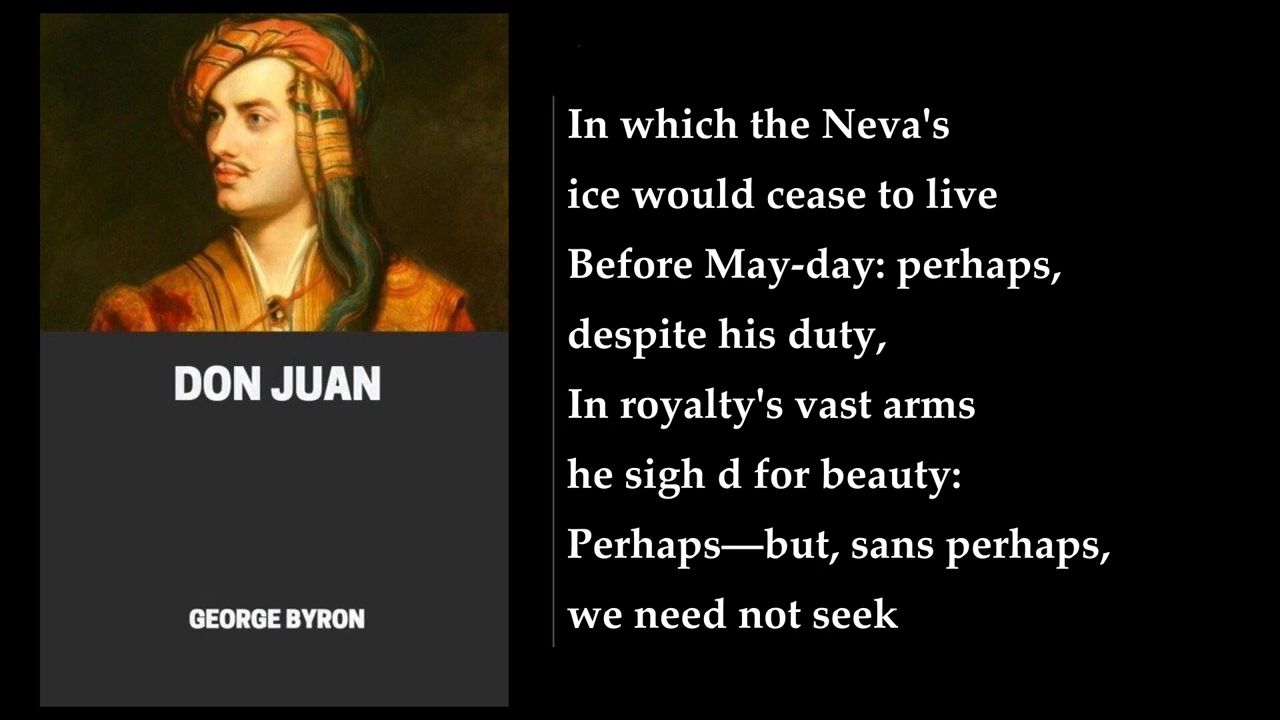 DON JUAN
GEORGE BYRON
In which the Neva's
ice would cease to live
Before May-day: perhaps,
despite his duty,
In royalty's vast arms
he sigh d for beauty:
Perhaps—but, sans perhaps,
we need not seek